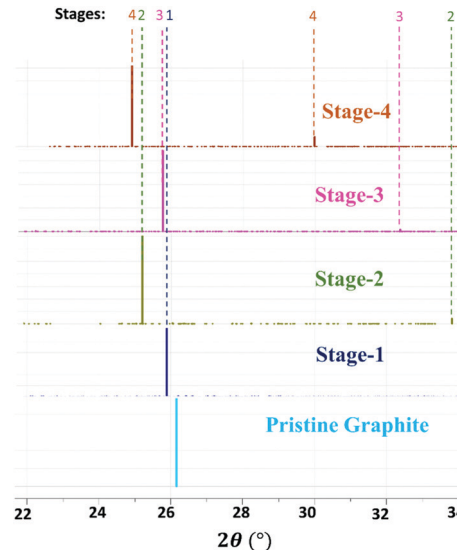 Stages: 4 2 3 1 4 3 2
Stage-4
Stage-3
Stage-2
Stage-1
Pristine Graphite
22 24 26 28 30 32 34
2θ (°)